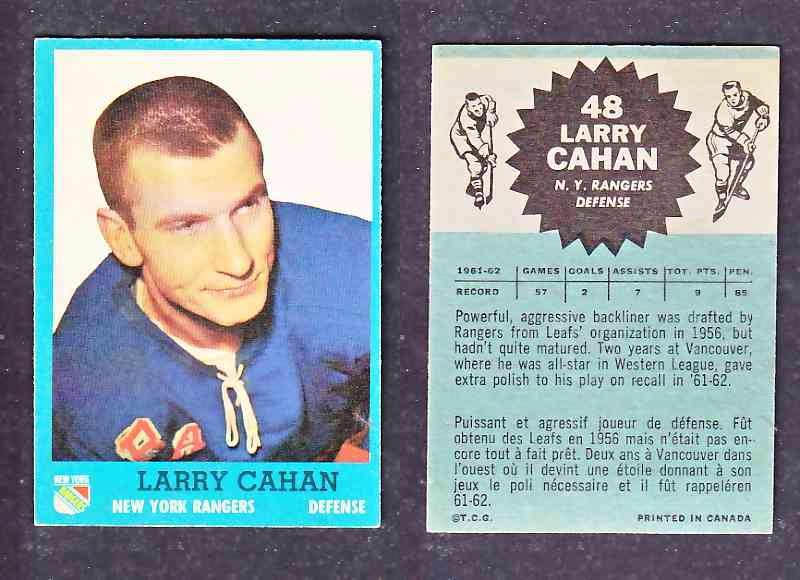 RA
LARRY CAHAN
NEW YORK
RANGERS
NEW YORK RANGERS DEFENSE
48
LARRY
CAHAN
N. Y. RANGERS
DEFENSE
1961-62 GAMES GOALS ASSISTS TOT. PTS. PEN.
RECORD 57 2 7 9 85
Powerful, aggressive backliner was drafted by
Rangers from Leafs' organization in 1956, but
hadn't quite matured. Two years at Vancouver,
where he was all-star in Western League, gave
extra polish to his play on recall in '61-62.
Puissant et agressif joueur de défense. Fût
obtenu des Leafs en 1956 mais n'était pas en-
core tout à fait prêt. Deux ans à Vancouver dans
l'ouest où il devint une étoile donnant à son
jeux le poli nécessaire et il fût rappeléren
61-62.
©T.C.G. PRINTED IN CANADA